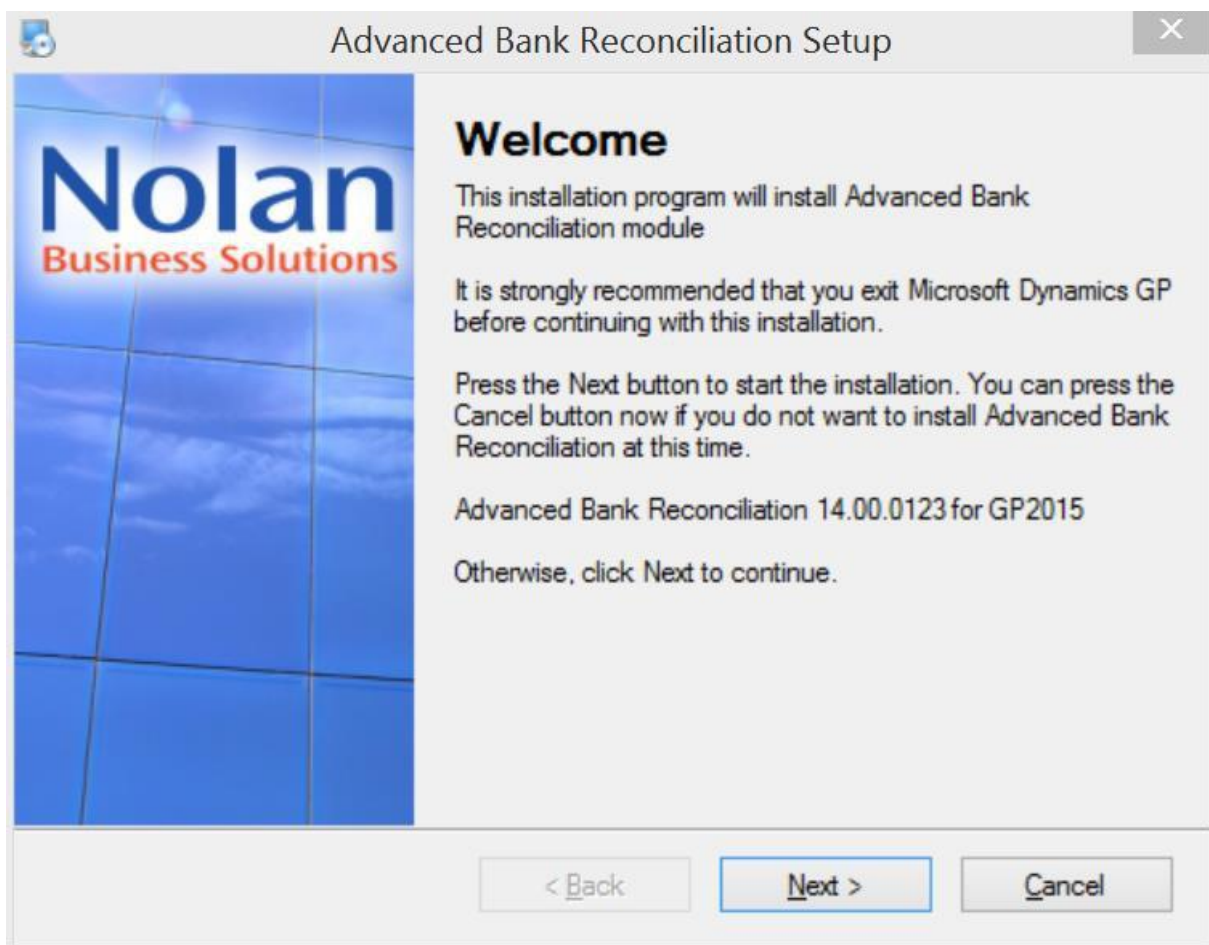 Advanced Bank Reconciliation Setup
Nolan
Business Solutions
Welcome
This installation program will install Advanced Bank
Reconciliation module
It is strongly recommended that you exit Microsoft Dynamics GP
before continuing with this installation.
Press the Next button to start the installation. You can press the
Cancel button now if you do not want to install Advanced Bank
Reconciliation at this time.
Advanced Bank Reconciliation 14.00.0123 for GP2015
Otherwise, click Next to continue.
< Back
Next >
Cancel